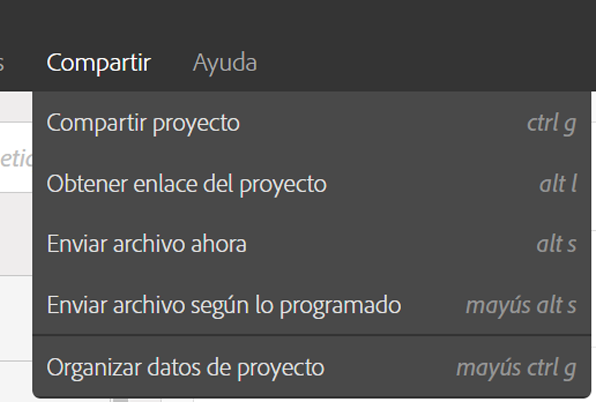 s Compartir Ayuda
Compartir proyecto ctrl g
etic
Obtener enlace del proyecto alt l
Enviar archivo ahora alt s
Enviar archivo según lo programado mayús alt s
Organizar datos de proyecto mayús ctrl g